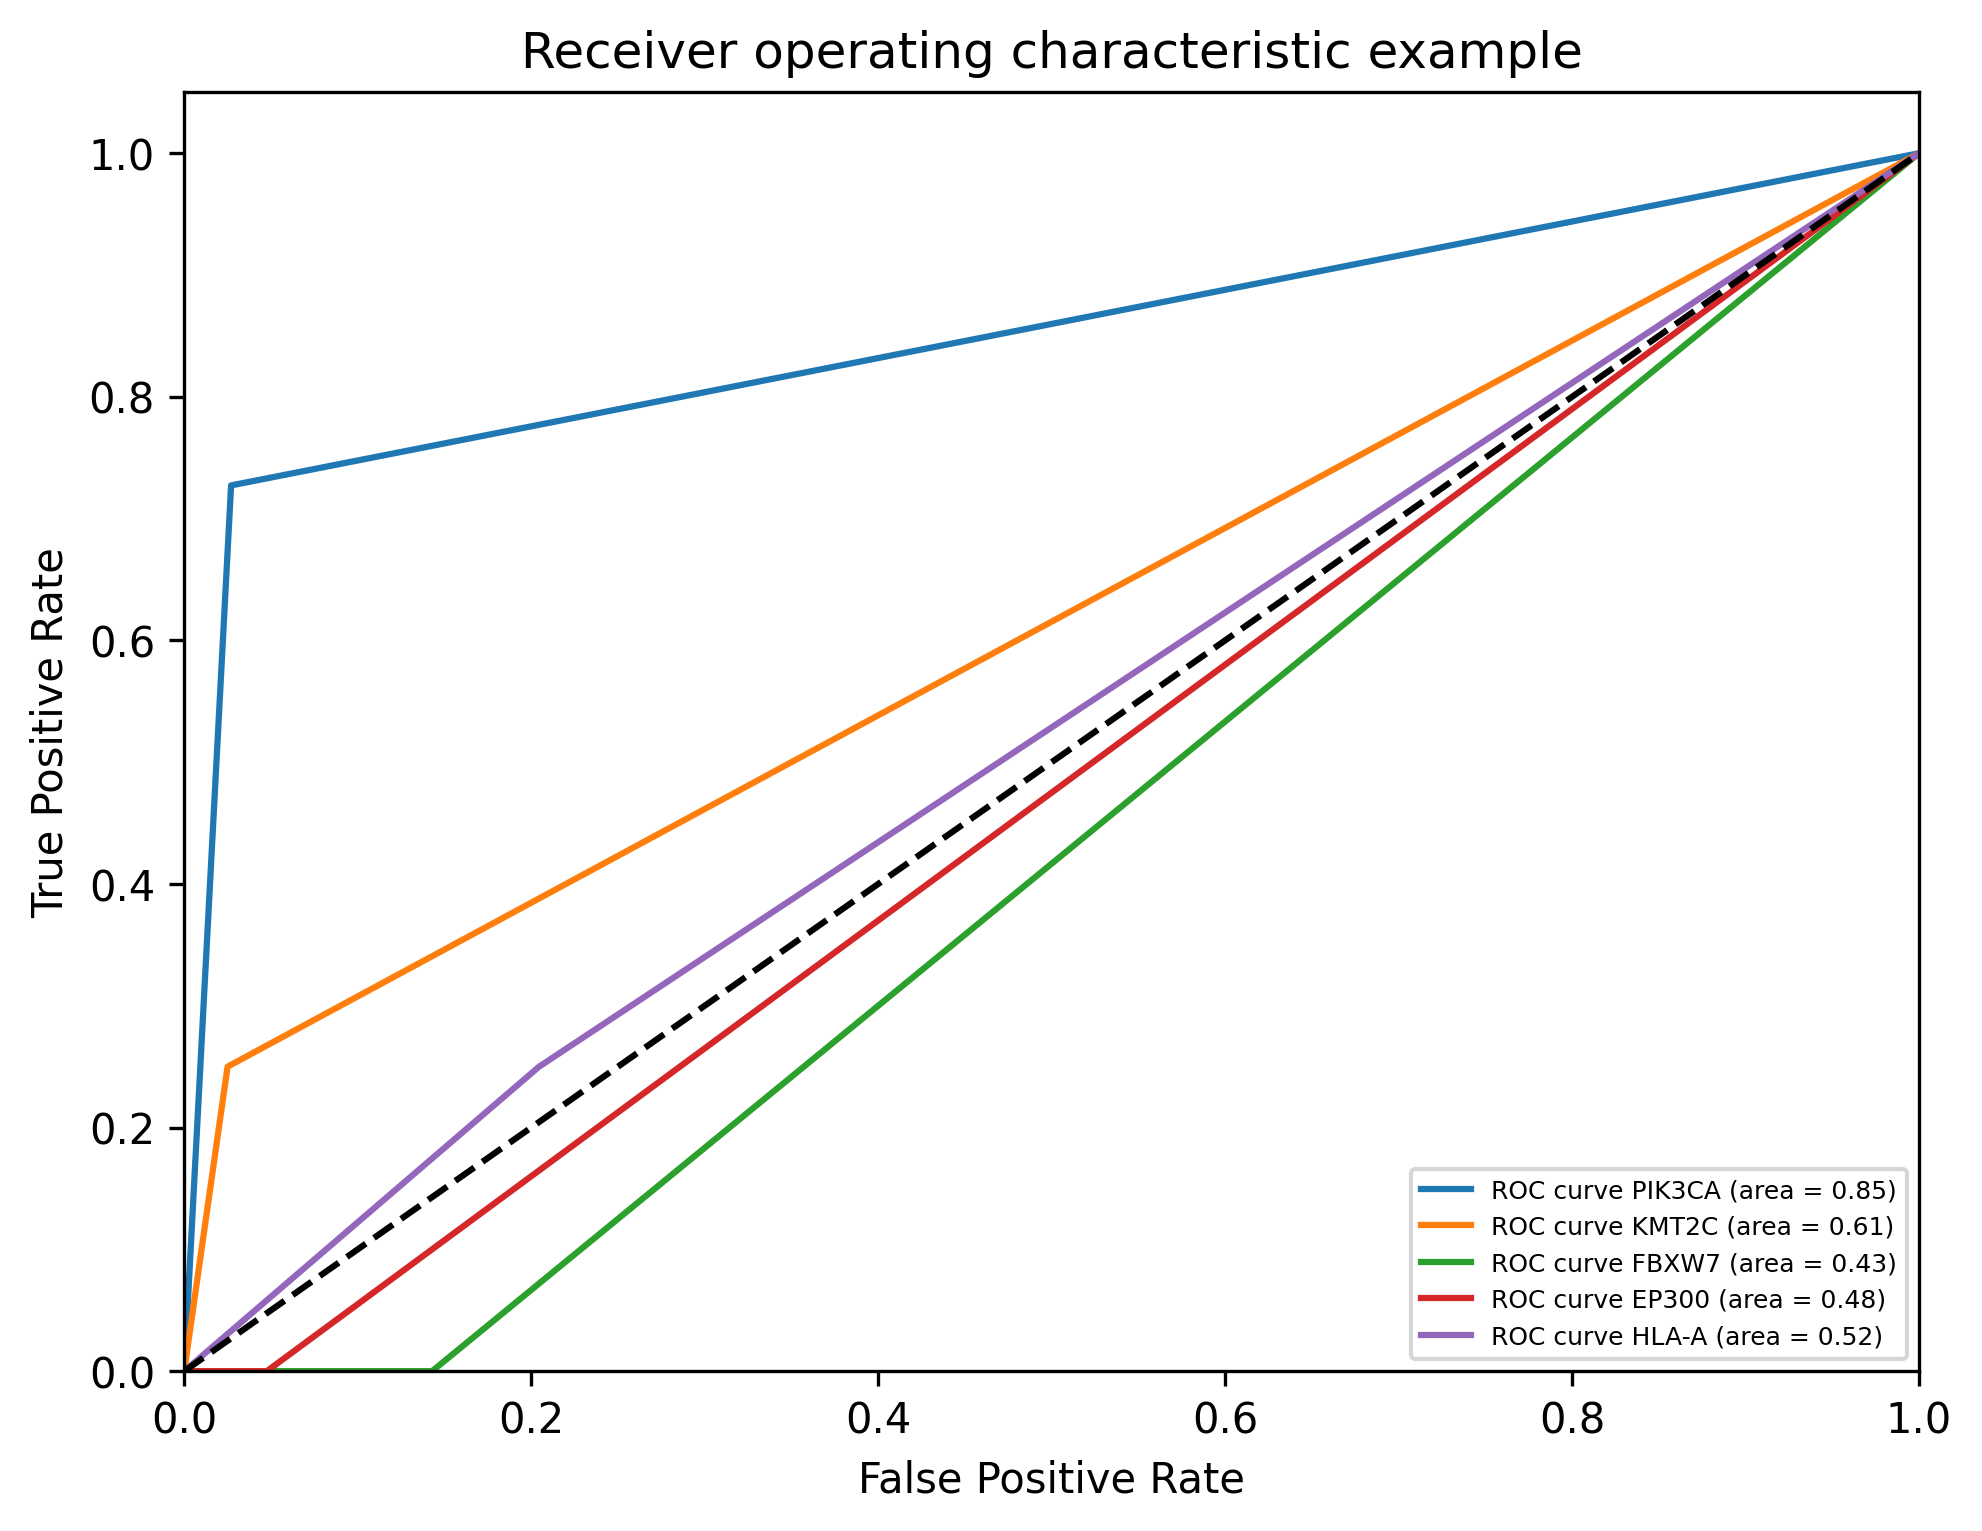 Receiver operating characteristic example
True Positive Rate
1.0
0.8
0.6
0.4
0.2
0.0
0.0 0.2 0.4 0.6 0.8 1.0
False Positive Rate
ROC curve PIK3CA (area = 0.85)
ROC curve KMT2C (area = 0.61)
ROC curve FBXW7 (area = 0.43)
ROC curve EP300 (area = 0.48)
ROC curve HLA-A (area = 0.52)